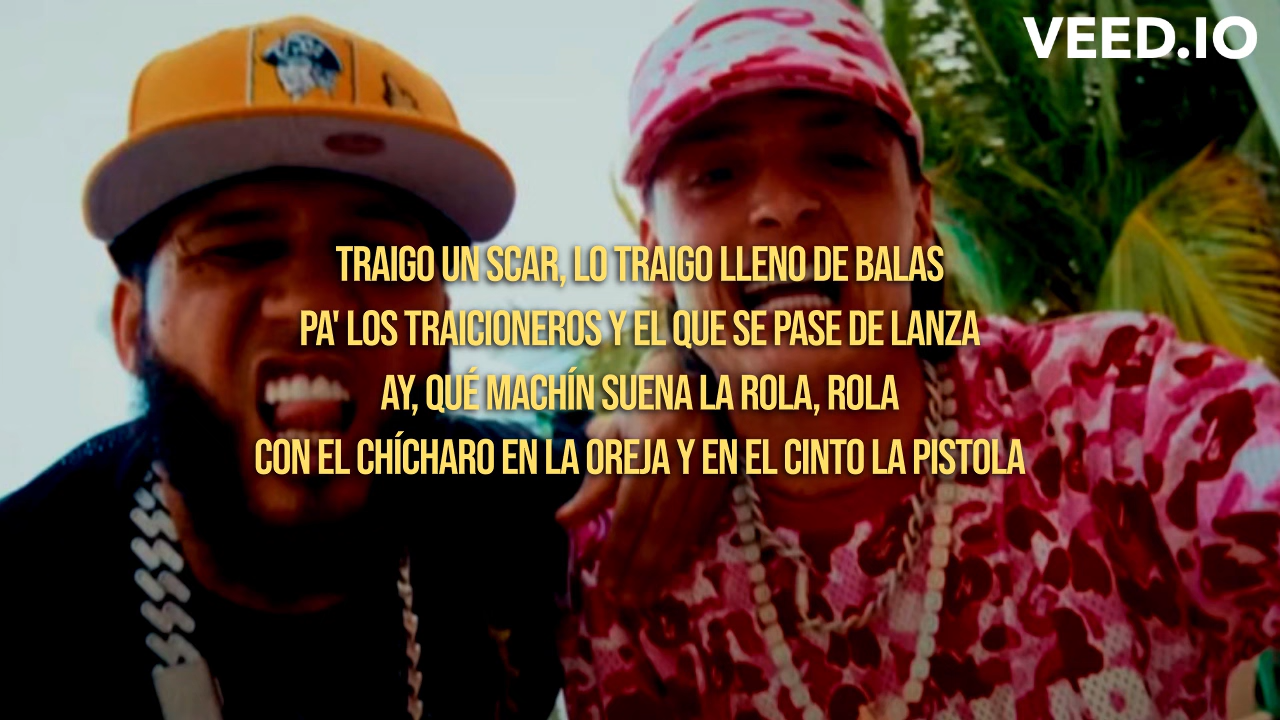 VEED.IO
TRAIGO UN SCAR, LO TRAIGO LLENO DE BALAS
PA' LOS TRAICIONEROS Y EL QUE SE PASE DE LANZA
AY, QUÉ MACHÍN SUENA LA ROLA, ROLA
CON EL CHÍCHARO EN LA OREJA Y EN EL CINTO LA PISTOLA